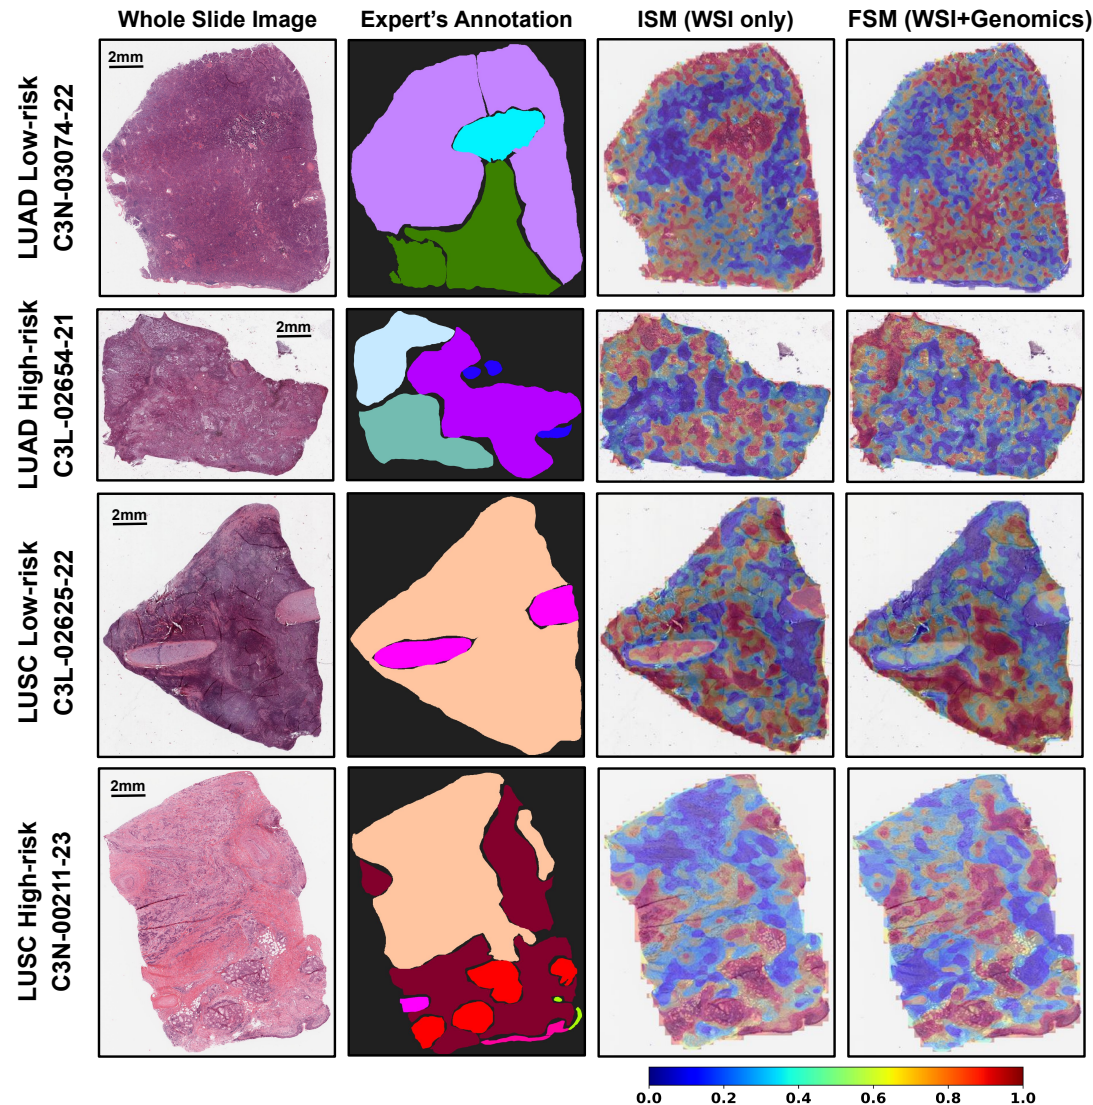 Whole Slide Image
Expert's Annotation
ISM (WSI only)
FSM (WSI+Genomics)
LUAD Low-risk
C3N-03074-22
2mm
LUAD High-risk
C3L-02654-21
2mm
LUSC Low-risk
C3L-02625-22
2mm
LUSC High-risk
C3N-00211-23
2mm
0.0 0.2 0.4 0.6 0.8 1.0